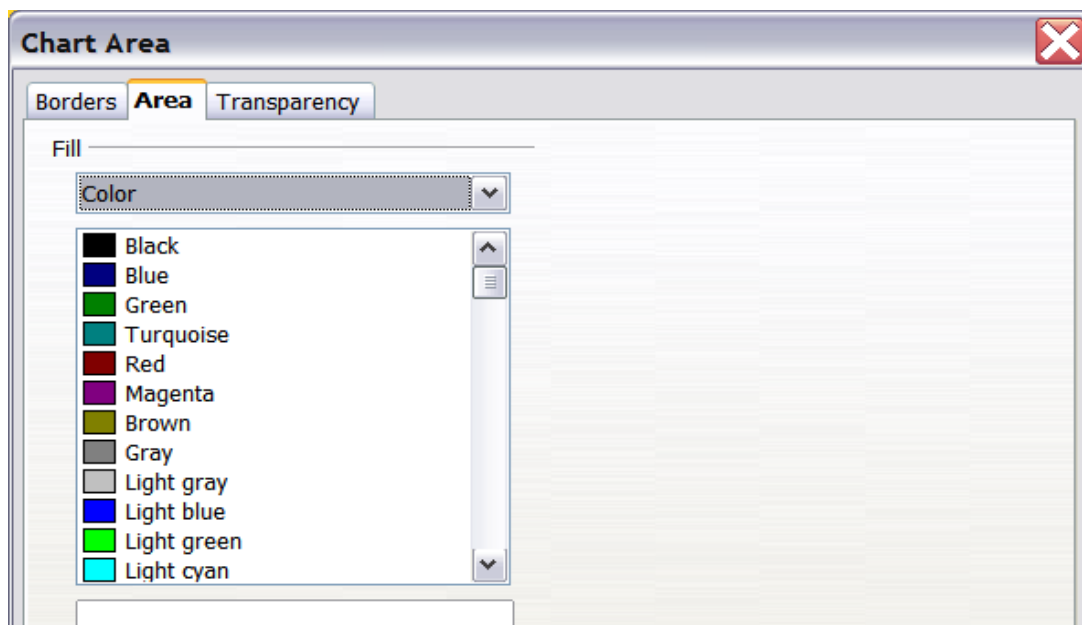 Chart Area
Borders Area Transparency
Fill
Color
Black
Blue
Green
Turquoise
Red
Magenta
Brown
Gray
Light gray
Light blue
Light green
Light cyan